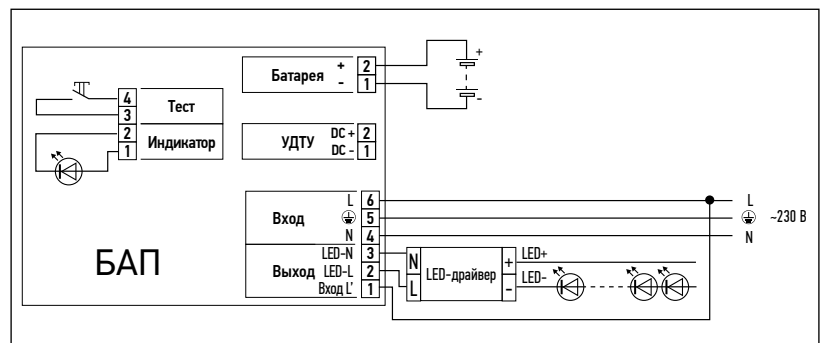 Батарея + 2
- 1
4 Тест
3
2 Индикатор
1
УДТУ DC + 2
DC - 1
Вход L 6
5
N 4
Выход LED-N 3
LED-L 2
Вход L' 1
БАП
N LED-драйвер + LED+
L - LED-
+
-
L
~230 В
N